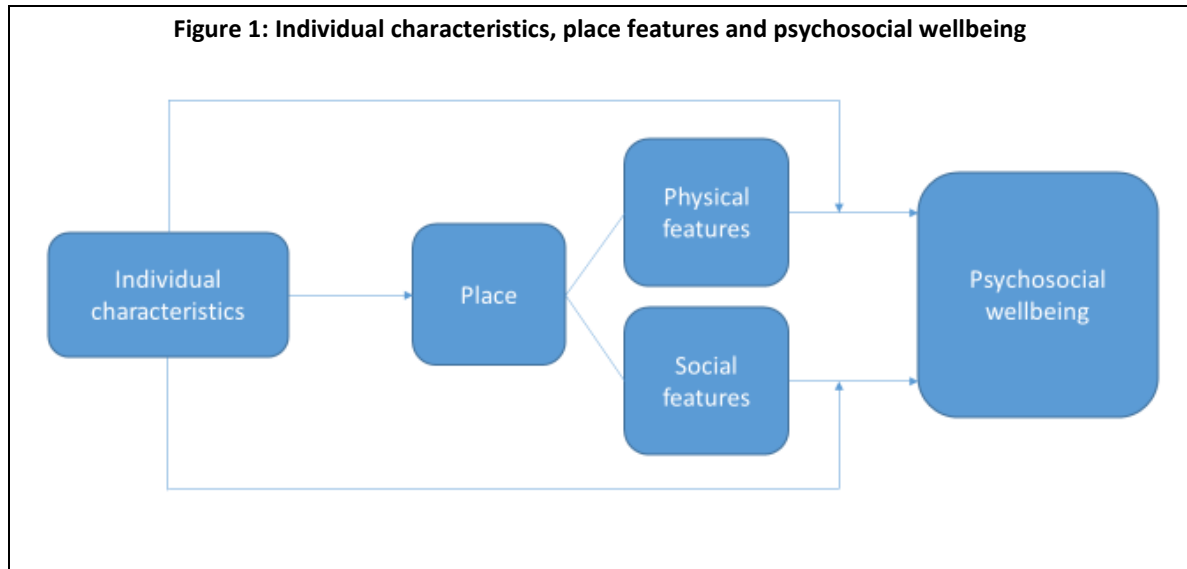 Figure 1: Individual characteristics, place features and psychosocial wellbeing
Individual
characteristics
Place
Physical
features
Social
features
Psychosocial
wellbeing